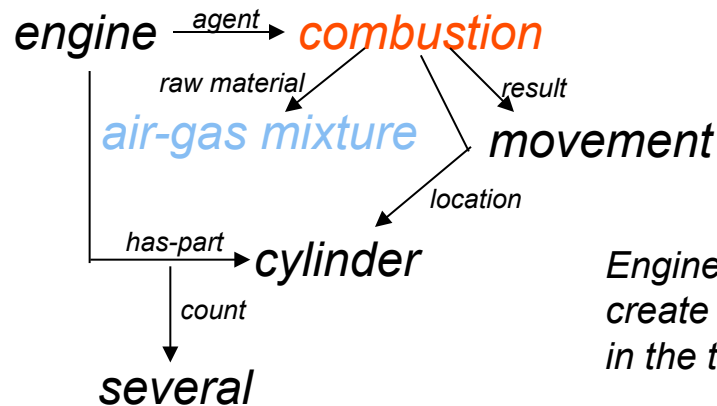 engine agent combustion
raw material result
air-gas mixture movement
location
has-part cylinder
Engine
count create
in the t
several